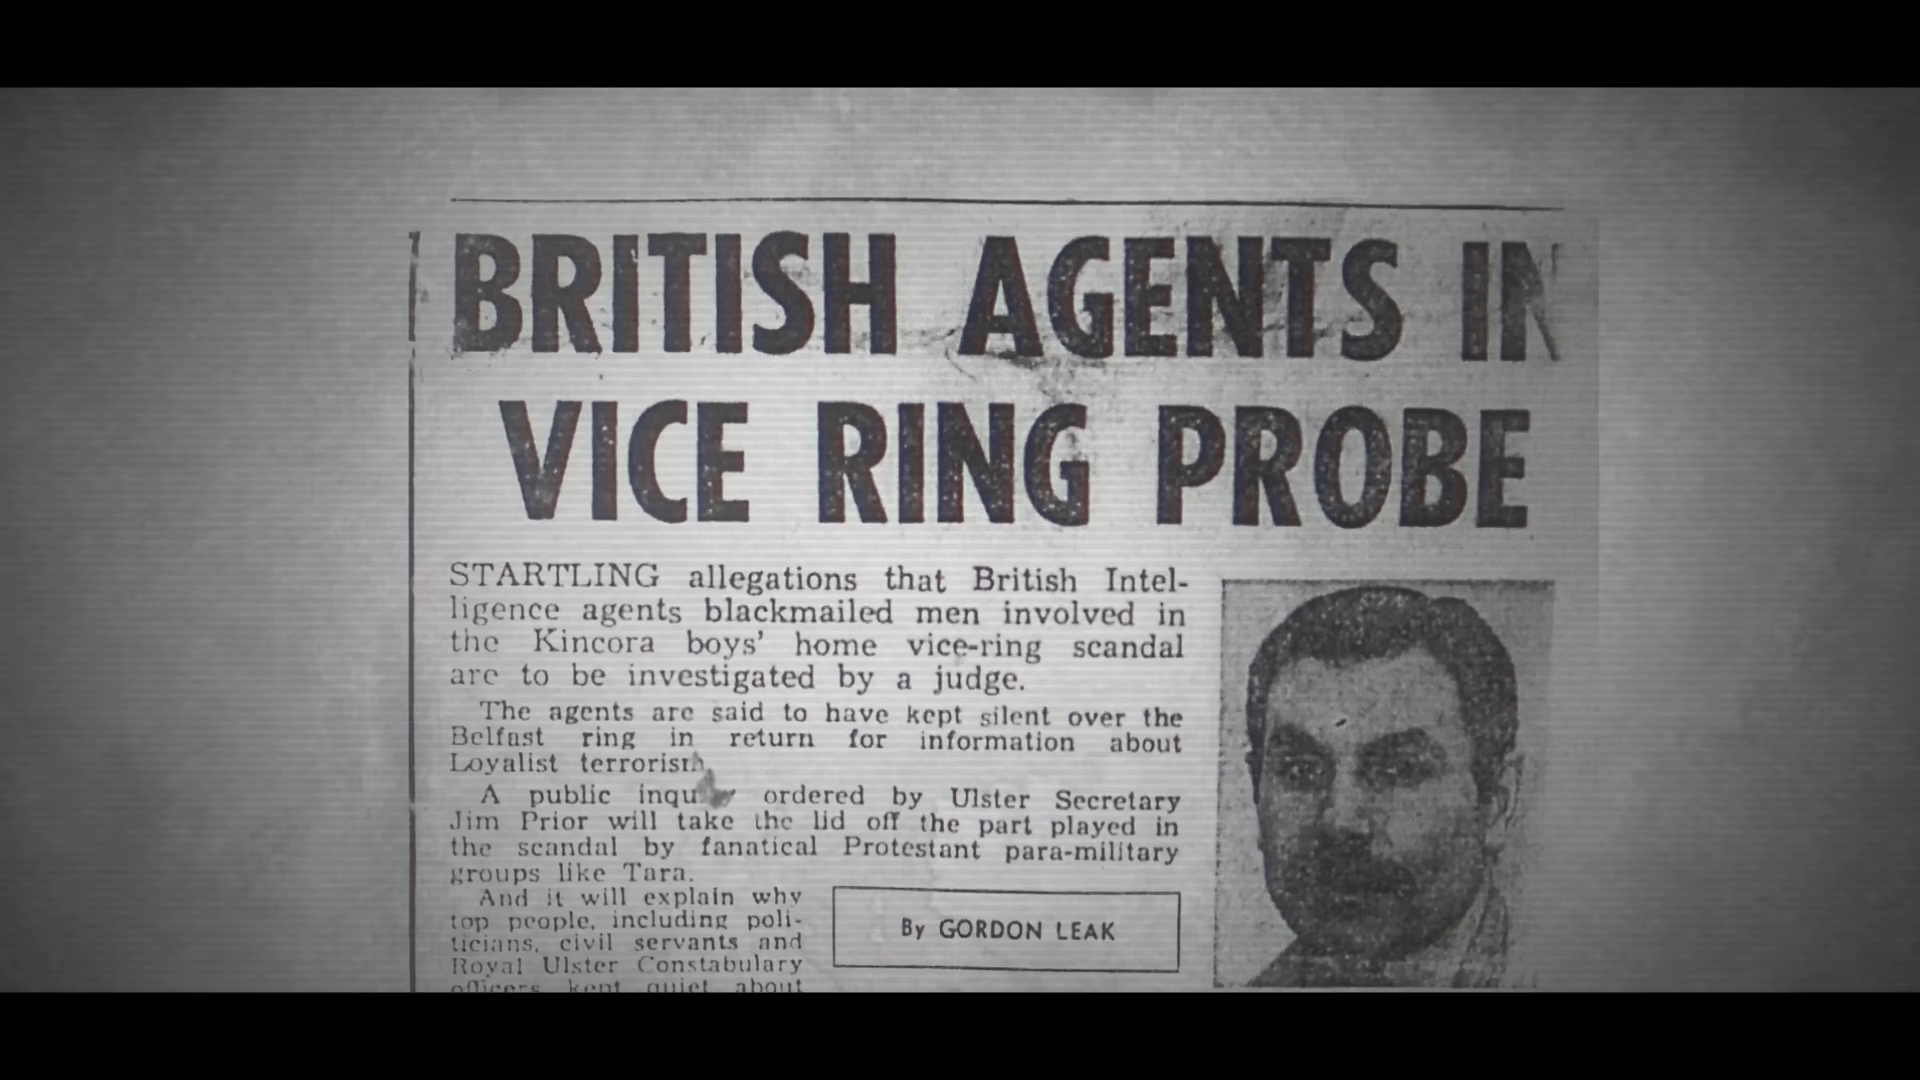 BRITISH AGENTS IN
VICE RING PROBE
STARTLING allegations that British Intel-
ligence agents blackmailed men involved in
the Kincora boys' home vice-ring scandal
are to be investigated by a judge.
The agents are said to have kept silent over the
Belfast ring in return for information about
Loyalist
A public ordered by Ulster Secretary
Jim Prior will take the lid off the part played in
the scandal by fanatical Protestant para-military
groups like Tara.
And it will explain why
top people, including poli-
ticians, civil servants and
Royal Ulster Constabulary
officers kept quiet about
By GORDON LEAK